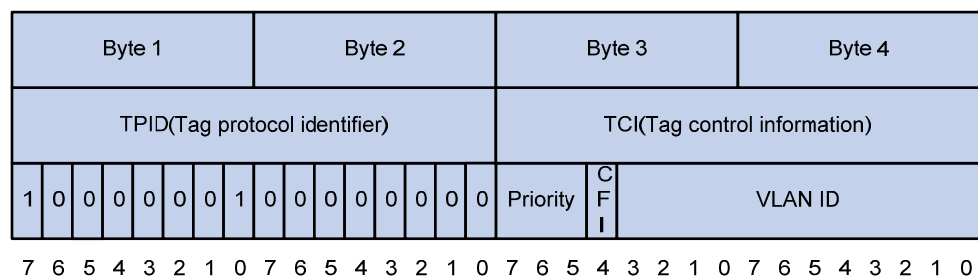 Byte 1 Byte 2 Byte 3 Byte 4
TPID(Tag protocol identifier) TCI(Tag control information)
1 0 0 0 0 0 0 1 0 0 0 0 0 0 0 0 Priority CFI VLAN ID
7 6 5 4 3 2 1 0 7 6 5 4 3 2 1 0 7 6 5 4 3 2 1 0 7 6 5 4 3 2 1 0